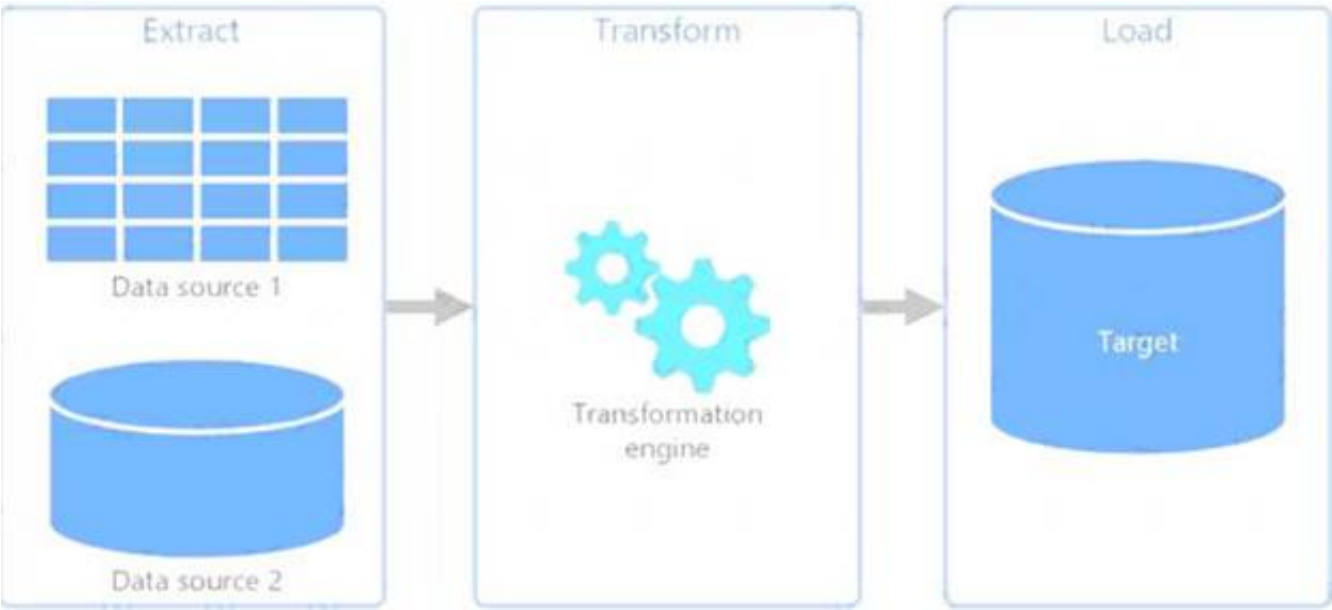 Extract
Data source 1
Data source 2
Transform
Transformation
engine
Load
Target